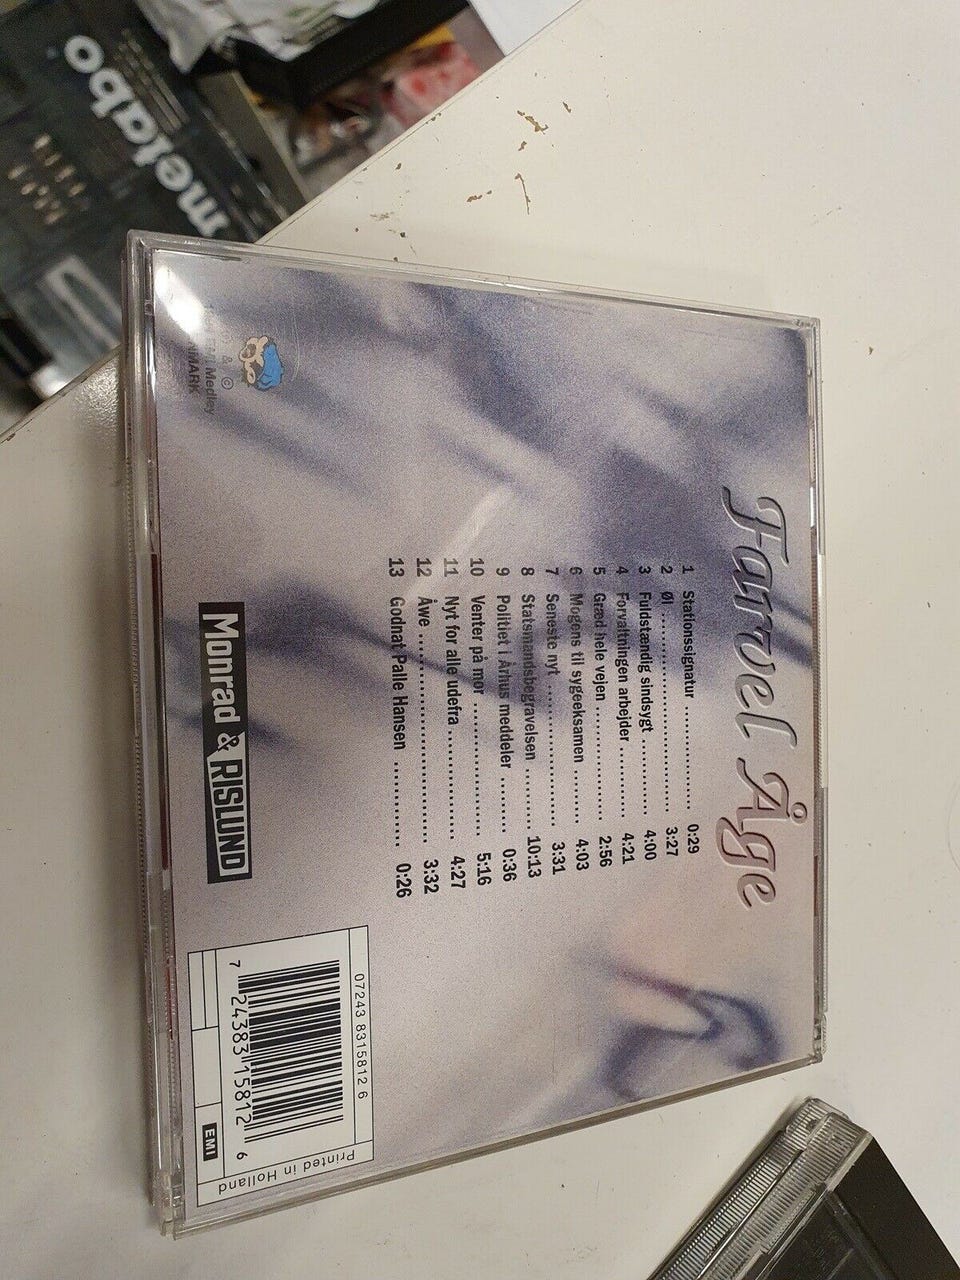 metabo
Farvel Åge
1 Stationssignatur 0:29
2 Øl 3:27
3 Fuldstændig sindsygt 4:00
4 Forvaltningen arbejder 4:21
5 Græd hele vejen 2:56
6 Mogens til sygeeksamen 4:03
7 Seneste nyt 3:31
8 Statsmandsbegravelsen 10:13
9 Politiet i Århus meddeler 0:36
10 Venter på mor 5:16
11 Nyt for alle udefra 4:27
12 Åwe 3:32
13 Godnat Palle Hansen 0:26
& ©
EMI Medley
Monrad & RISLUND
07243 8315812 6
7 24383 15812 6
EMI
Printed in Holland